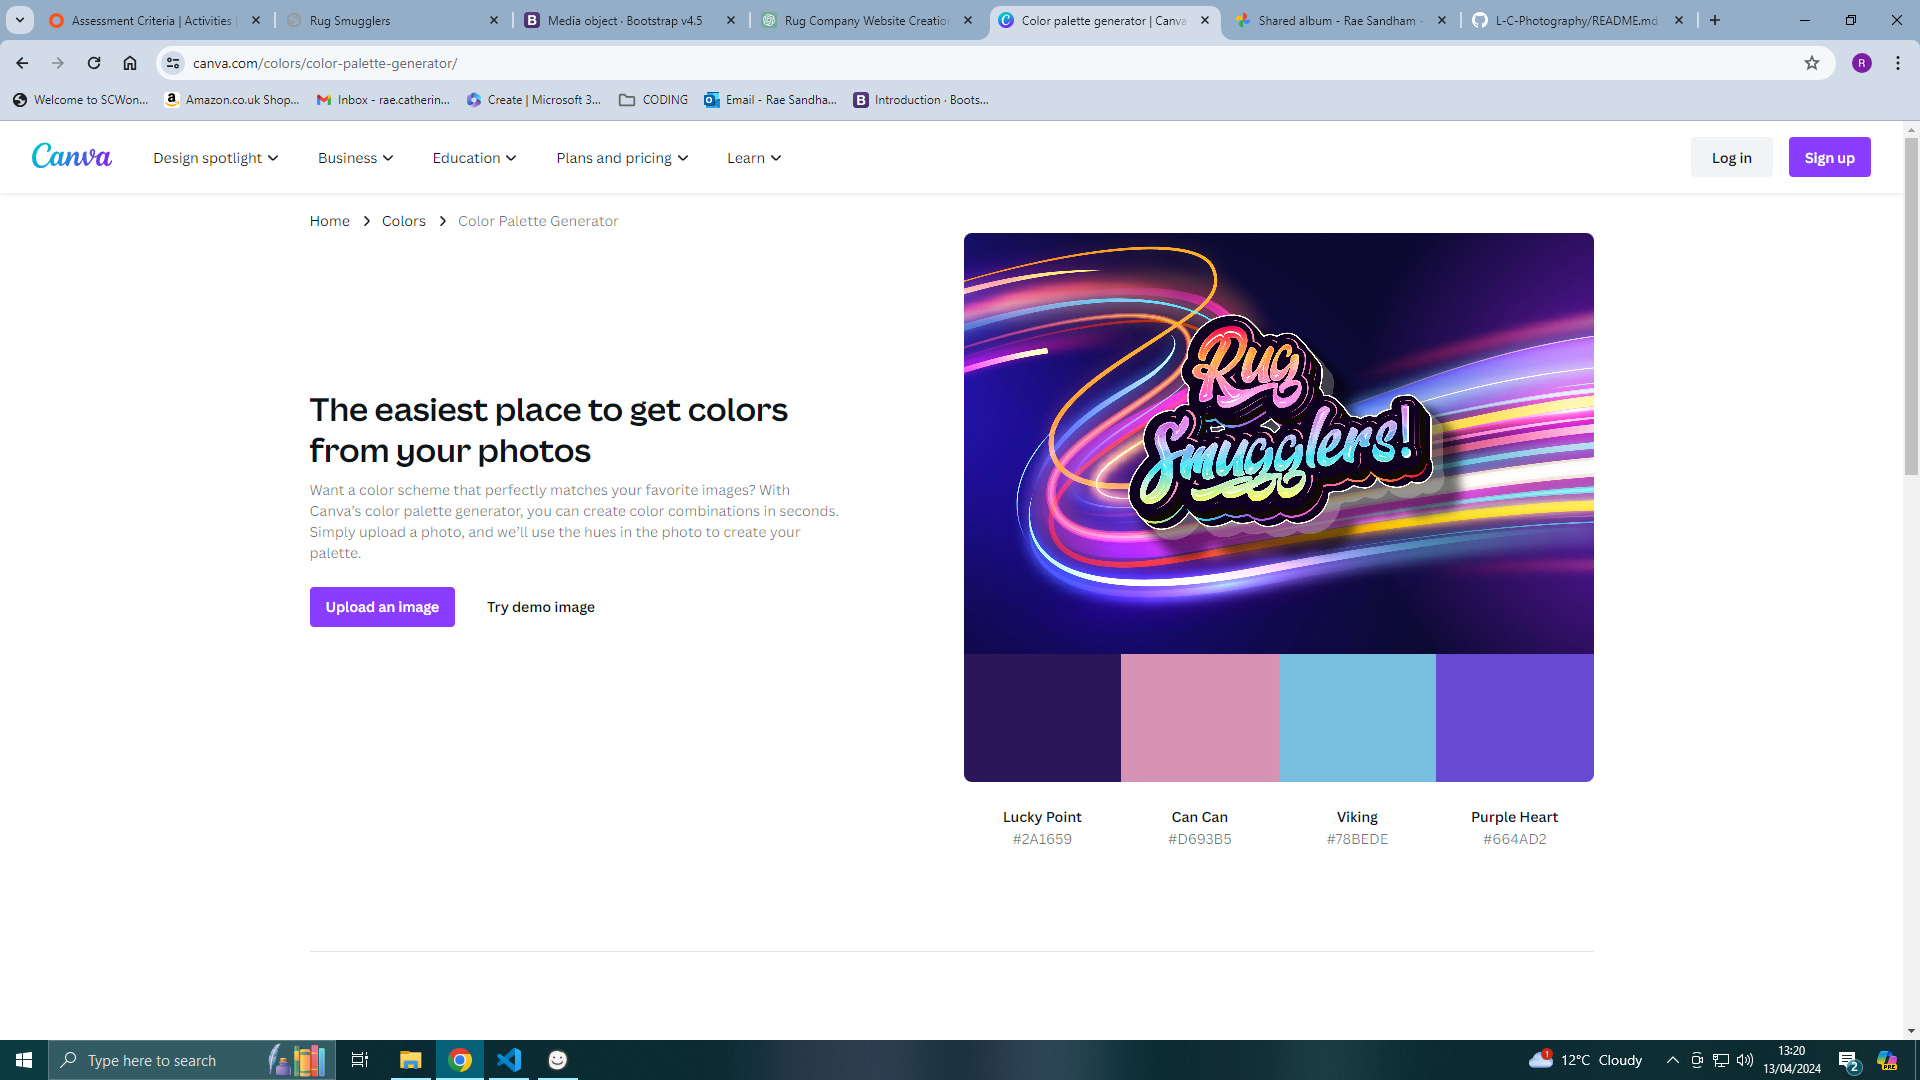 Assessment Criteria | Activities |
Rug Smugglers
Media object · Bootstrap v4.5
Rug Company Website Creation
Color palette generator | Canva
Shared album - Rae Sandham -
L-C-Photography/README.md
canva.com/colors/color-palette-generator/
R
Welcome to SCWon...
Amazon.co.uk Shop...
Inbox - rae.catherin...
Create | Microsoft 3...
CODING
Email - Rae Sandha...
Introduction · Boots...
Canva
Design spotlight
Business
Education
Plans and pricing
Learn
Log in
Sign up
Home
Colors
Color Palette Generator
Rug
Smugglers!
The easiest place to get colors
from your photos
Want a color scheme that perfectly matches your favorite images? With
Canva's color palette generator, you can create color combinations in seconds.
Simply upload a photo, and we'll use the hues in the photo to create your
palette.
Upload an image
Try demo image
Lucky Point
#2A1659
Can Can
#D693B5
Viking
#78BEDE
Purple Heart
#664AD2
Type here to search
1
12°C Cloudy
13:20
13/04/2024
2
PRE